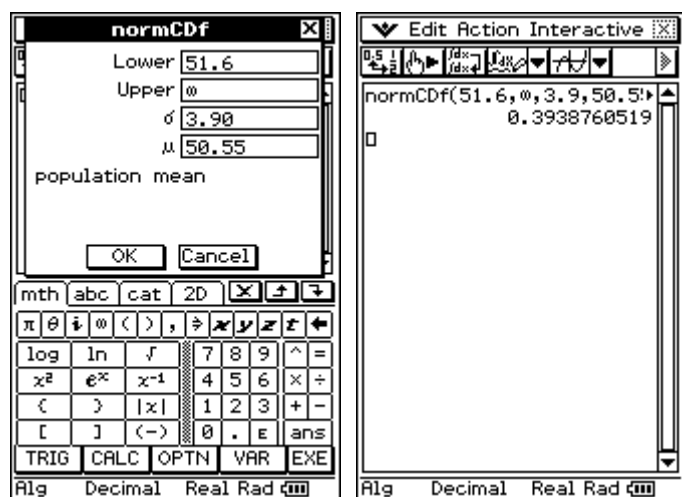 normCDf
Lower 51.6
Upper ∞
σ 3.90
μ 50.55
population mean
OK Cancel
mth abc cat 2D
π θ i ∞ ( ) , ⇒ x y z t ←
log ln √ 7 8 9 ^ =
x² eˣ x⁻¹ 4 5 6 × ÷
( ) |x| 1 2 3 + −
[ ] (−) 0 . E ans
TRIG CALC OPTN VAR EXE
Alg Decimal Real Rad
Edit Action Interactive
normCDf(51.6,∞,3.9,50.5
0.3938760519
Alg Decimal Real Rad